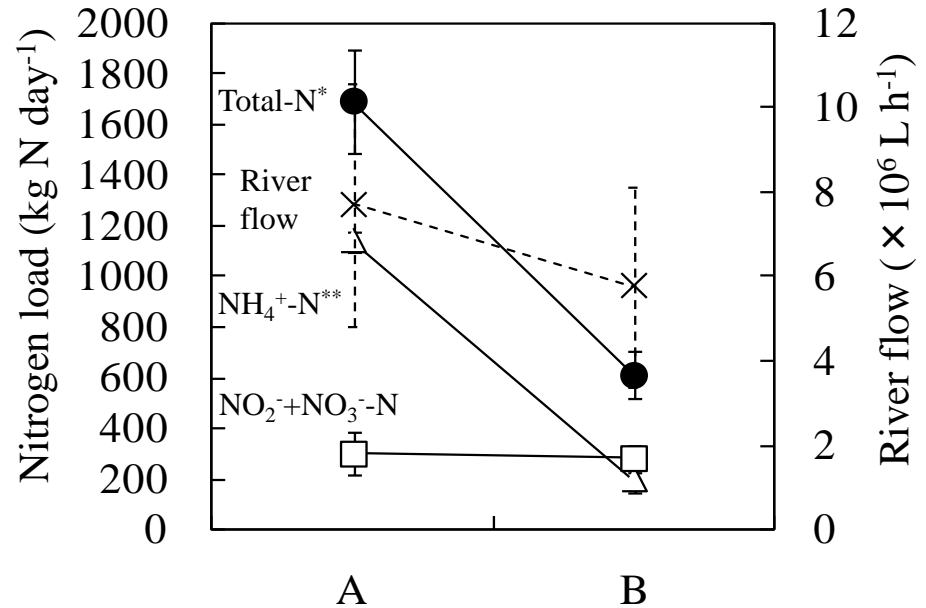 Nitrogen load (kg N day⁻¹)
2000
1800
1600
1400
1200
1000
800
600
400
200
0
Total-N*
River
flow
NH₄⁺-N**
NO₂⁻+NO₃⁻-N
12
10
8
6
4
2
0
River flow ( × 10⁶ L h⁻¹)
A
B